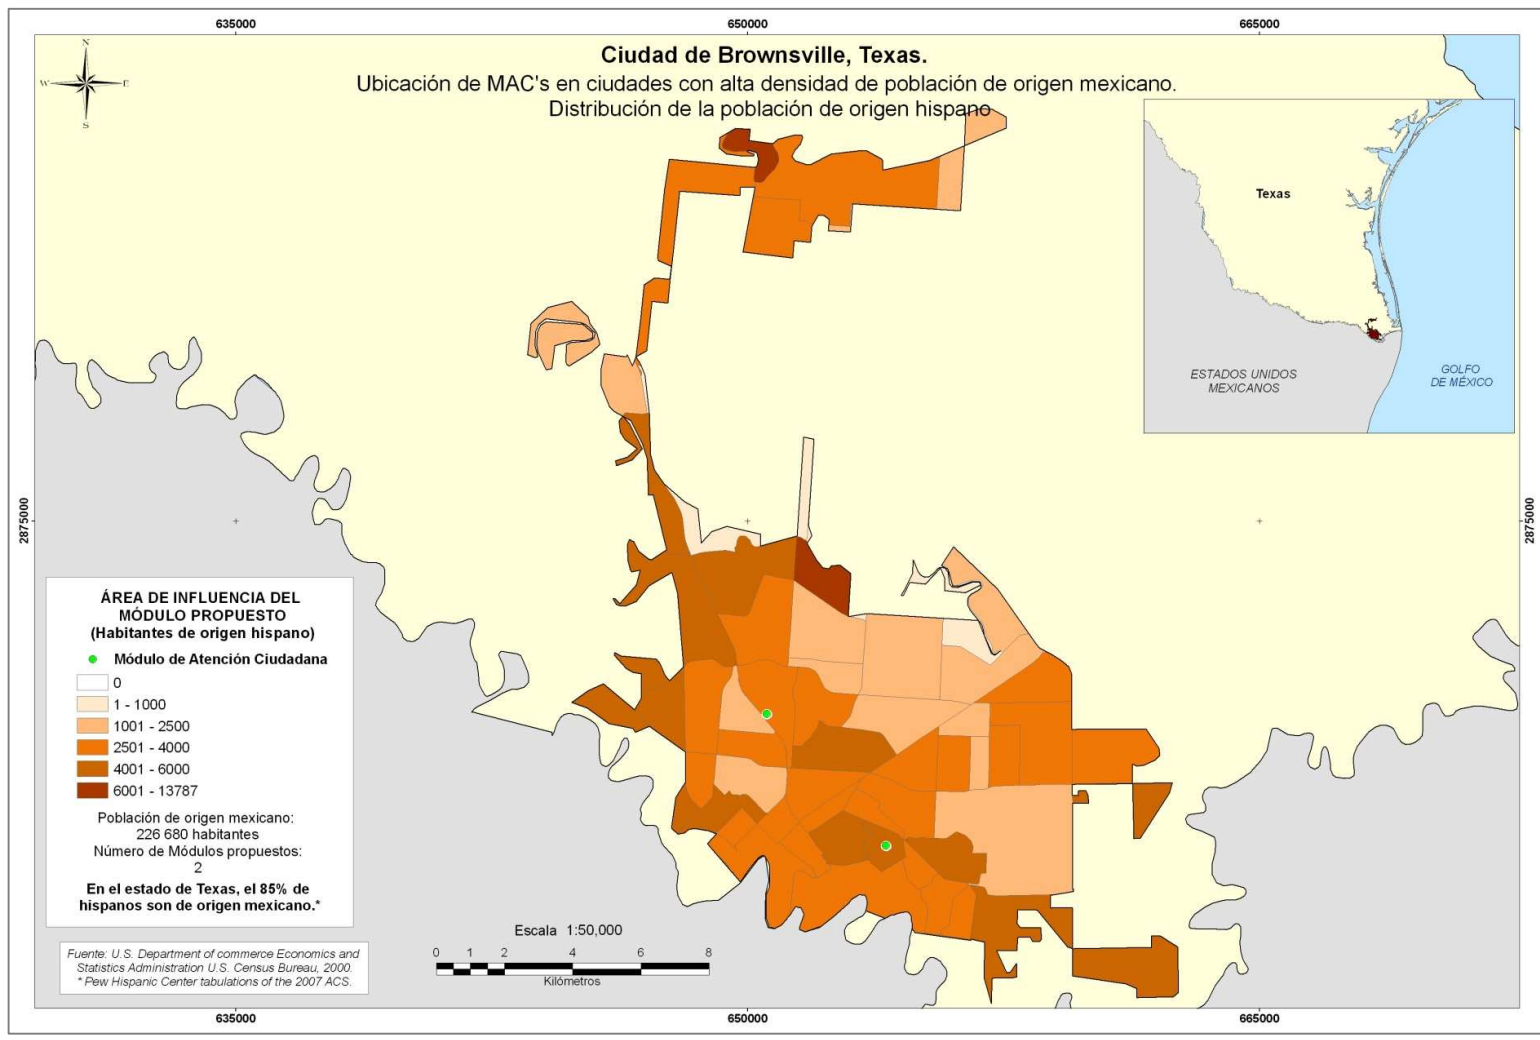 635000
650000
665000
Ciudad de Brownsville, Texas.
Ubicación de MAC's en ciudades con alta densidad de población de origen mexicano.
Distribución de la población de origen hispano
N
W
E
S
Texas
ESTADOS UNIDOS
MEXICANOS
GOLFO
DE MÉXICO
2875000
2875000
ÁREA DE INFLUENCIA DEL
MÓDULO PROPUESTO
(Habitantes de origen hispano)
Módulo de Atención Ciudadana
0
1 - 1000
1001 - 2500
2501 - 4000
4001 - 6000
6001 - 13787
Población de origen mexicano:
226 680 habitantes
Número de Módulos propuestos:
2
En el estado de Texas, el 85% de
hispanos son de origen mexicano.*
Fuente: U.S. Department of commerce Economics and
Statistics Administration U.S. Census Bureau, 2000.
* Pew Hispanic Center tabulations of the 2007 ACS.
Escala 1:50,000
0 1 2 4 6 8
Kilómetros
635000
650000
665000